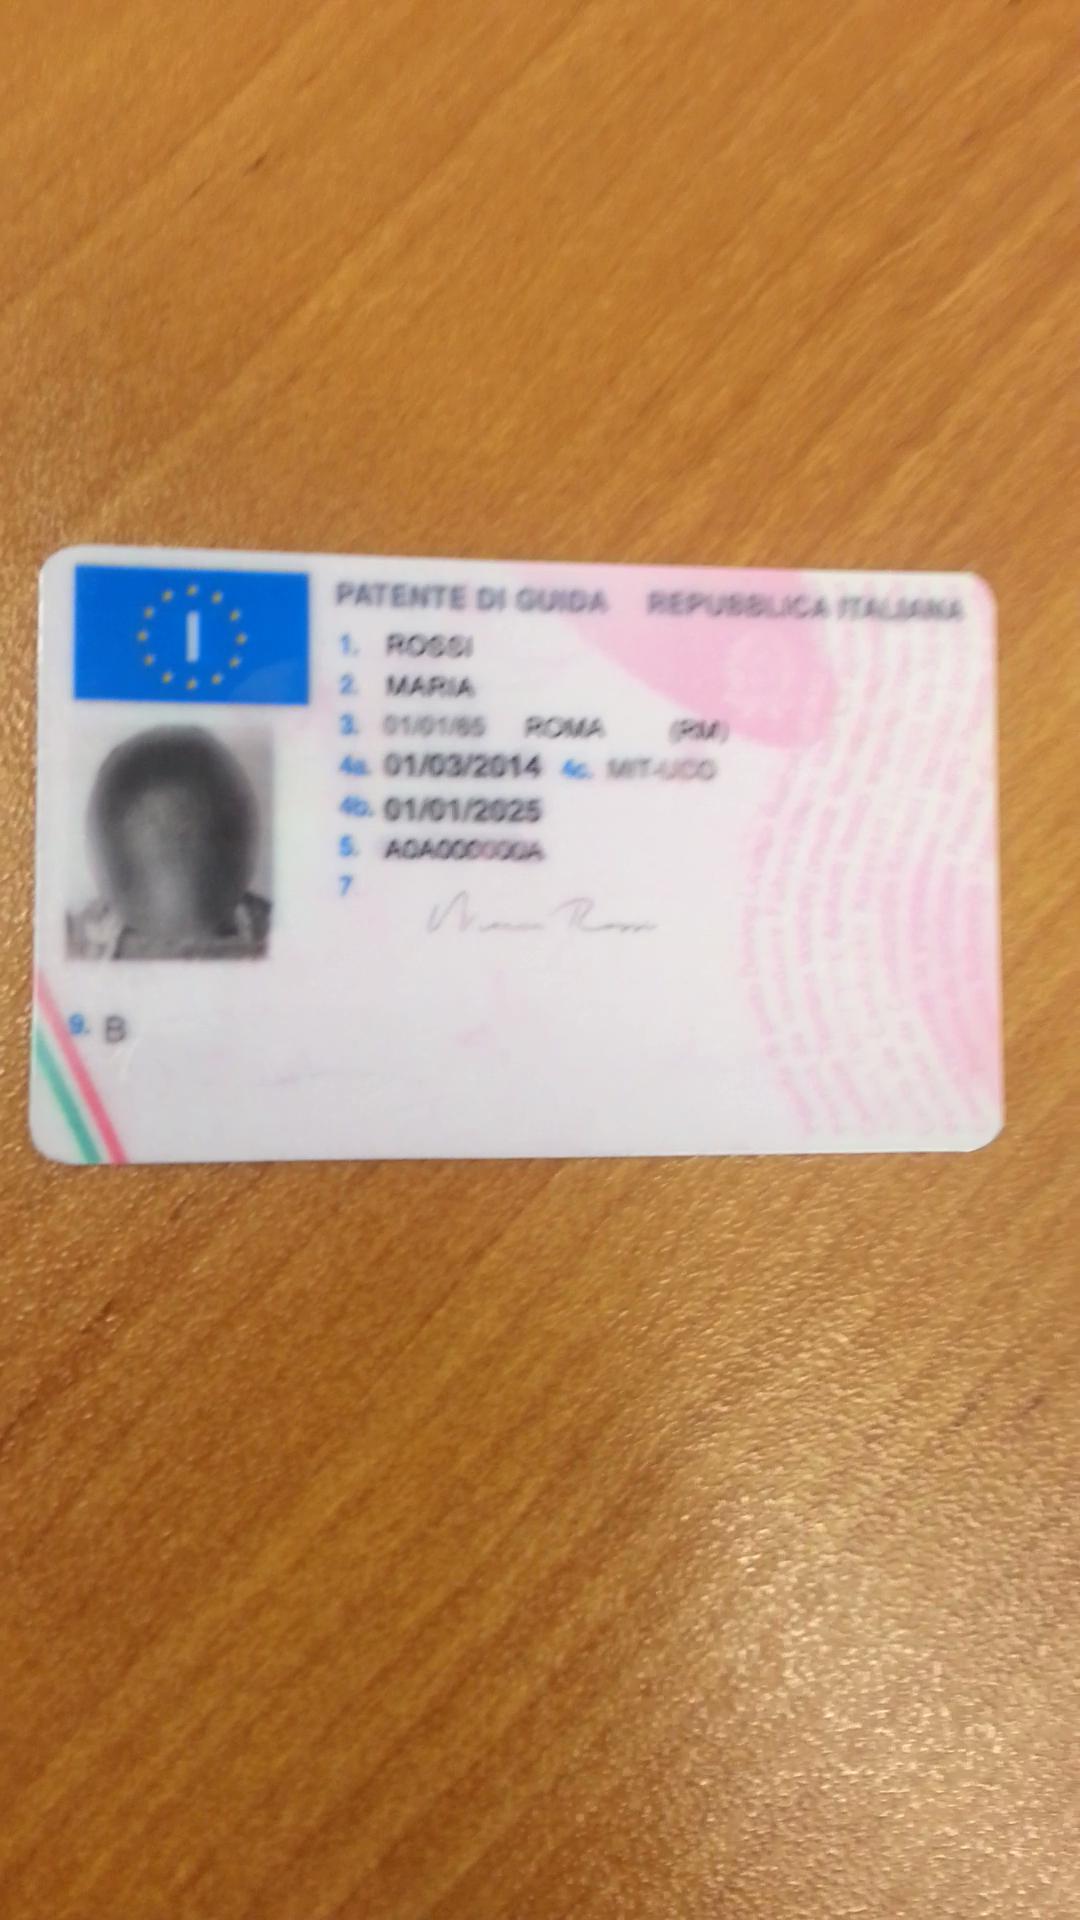 I
PATENTE DI GUIDA REPUBBLICA ITALIANA
1. ROSSI
2. MARIA
3. 01/01/65 ROMA (RM)
4a. 01/03/2014 4c. MIT-UCO
4b. 01/01/2025
5. A0A000000A
7
Maria Rossi
9. B